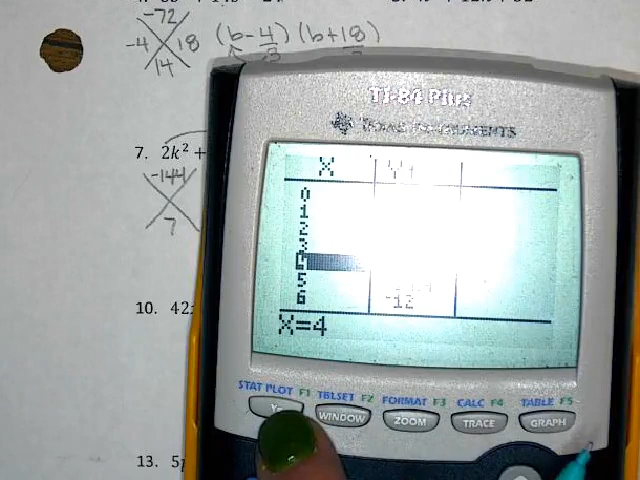 -72
-4 18 (b-4)(b+18)
14 3
TI-84 Plus
TEXAS INSTRUMENTS
7. 2k² +
-144
7
X Y1
0
1
2
3
4
5
6 -12
X=4
10. 42
STAT PLOT F1 TBLSET F2 FORMAT F3 CALC F4 TABLE F5
Y= WINDOW ZOOM TRACE GRAPH
13. 5